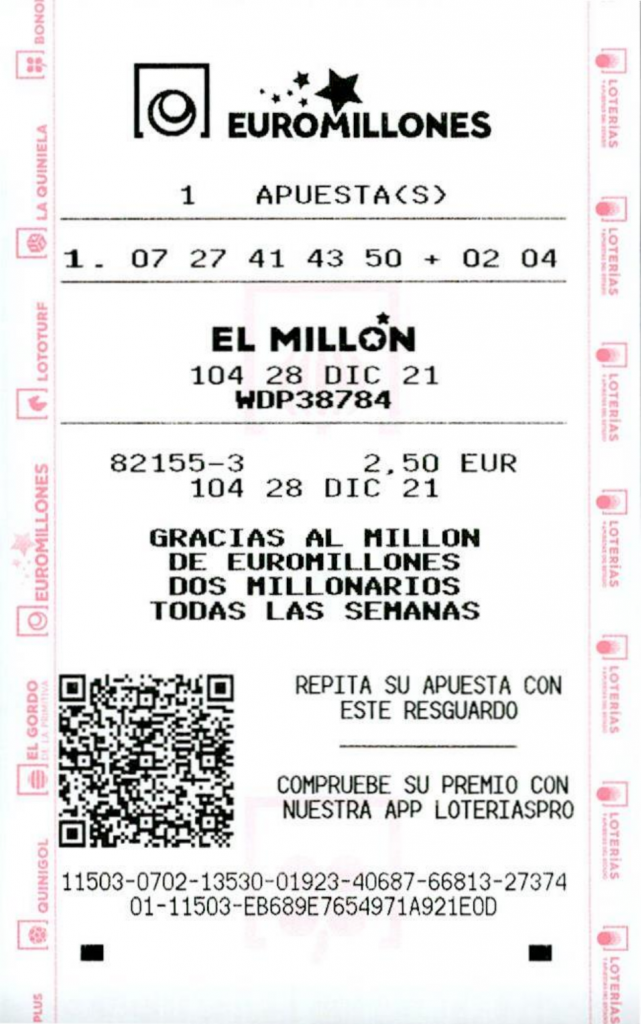 EUROMILLONES
1 APUESTA(S)
1. 07 27 41 43 50 + 02 04
EL MILLÓN
104 28 DIC 21
WDP38784
82155-3 2,50 EUR
104 28 DIC 21
GRACIAS AL MILLON
DE EUROMILLONES
DOS MILLONARIOS
TODAS LAS SEMANAS
REPITA SU APUESTA CON
ESTE RESGUARDO
COMPRUEBE SU PREMIO CON
NUESTRA APP LOTERIASPRO
11503-0702-13530-01923-40687-66813-27374
01-11503-EB689E7654971A921E0D
PLUS
QUINIGOL
EL GORDO
DE LA PRIMITIVA
EUROMILLONES
LOTOTURF
LA QUINIELA
LOTERÍAS
LOTERÍAS
LOTERÍAS
LOTERÍAS
LOTERÍAS
LOTERÍAS
LOTERÍAS